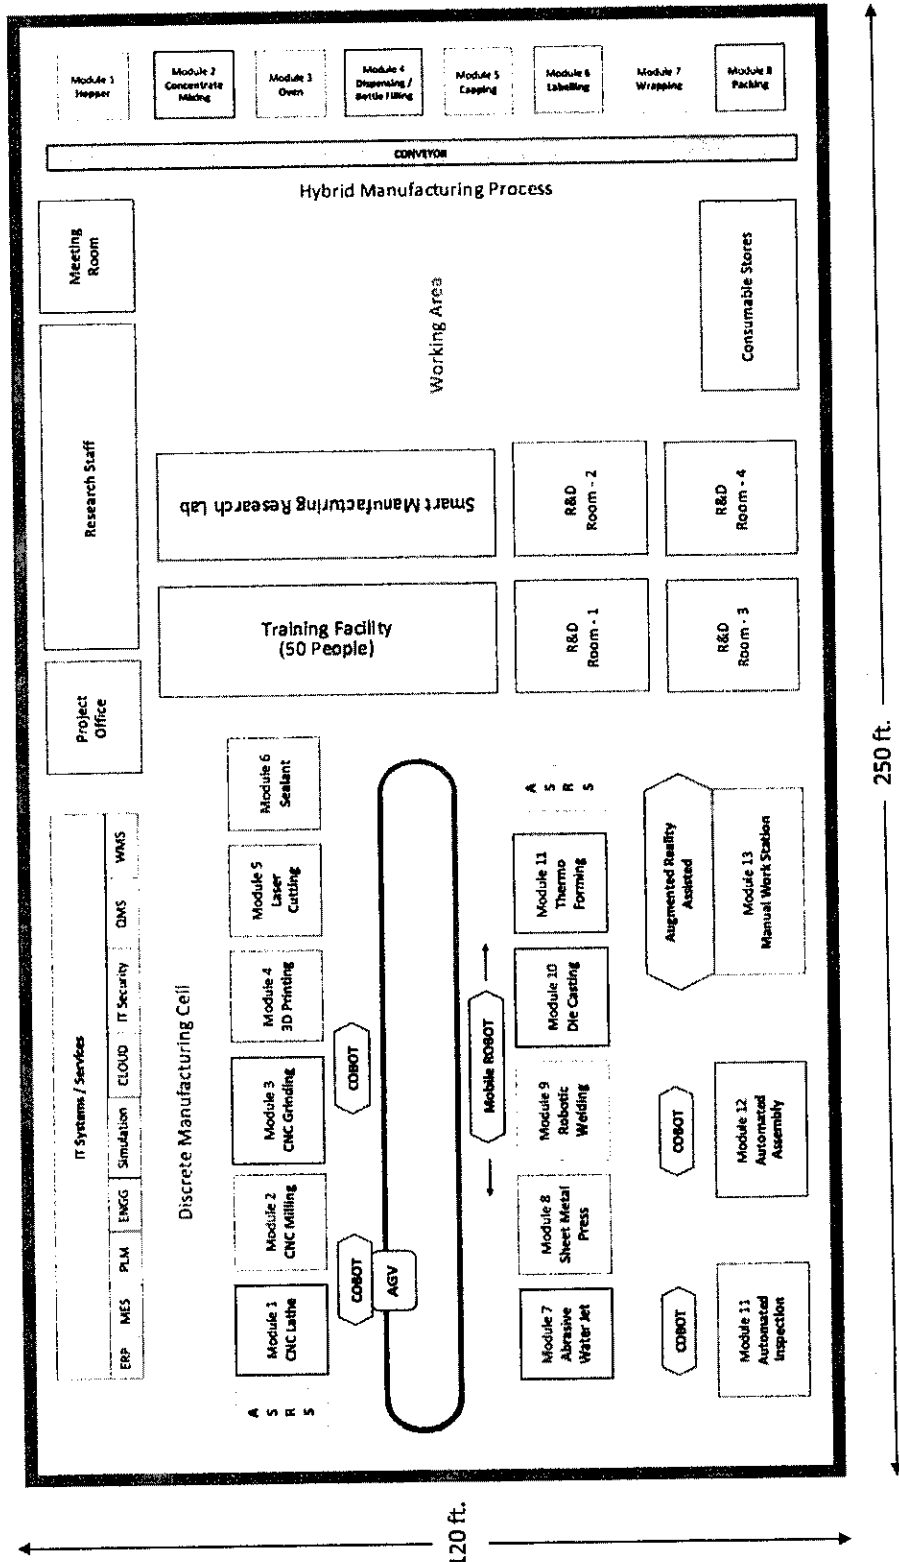 IT Systems / Services
ERP
MES
PLM
ENGG
Simulation
CLOUD
IT Security
QMS
WMS
Project
Office
Research Staff
Meeting
Room
Module 1
Hopper
Discrete Manufacturing Cell
A
S
R
S
Module 1
CNC Lathe
Module 2
CNC Milling
Module 3
CNC Grinding
Module 4
3D Printing
Module 5
Laser
Cutting
Module 6
Sealant
COBOT
COBOT
AGV
Mobile ROBOT
Module 7
Abrasive
Water Jet
Module 8
Sheet Metal
Press
Module 9
Robotic
Welding
Module 10
Die Casting
Module 11
Thermo
Forming
A
S
R
S
COBOT
COBOT
Augmented Reality
Assisted
Module 11
Automated
Inspection
Module 12
Automated
Assembly
Module 13
Manual Work Station
Training Facility
(50 People)
Smart Manufacturing Research Lab
R&D
Room - 1
R&D
Room - 2
R&D
Room - 3
R&D
Room - 4
Working Area
Consumable Stores
Hybrid Manufacturing Process
CONVEYOR
Module 2
Concentrate
Mixing
Module 3
Oven
Module 4
Dispensing /
Bottle Filling
Module 5
Capping
Module 6
Labelling
Module 7
Wrapping
Module 8
Packing
120 ft.
250 ft.